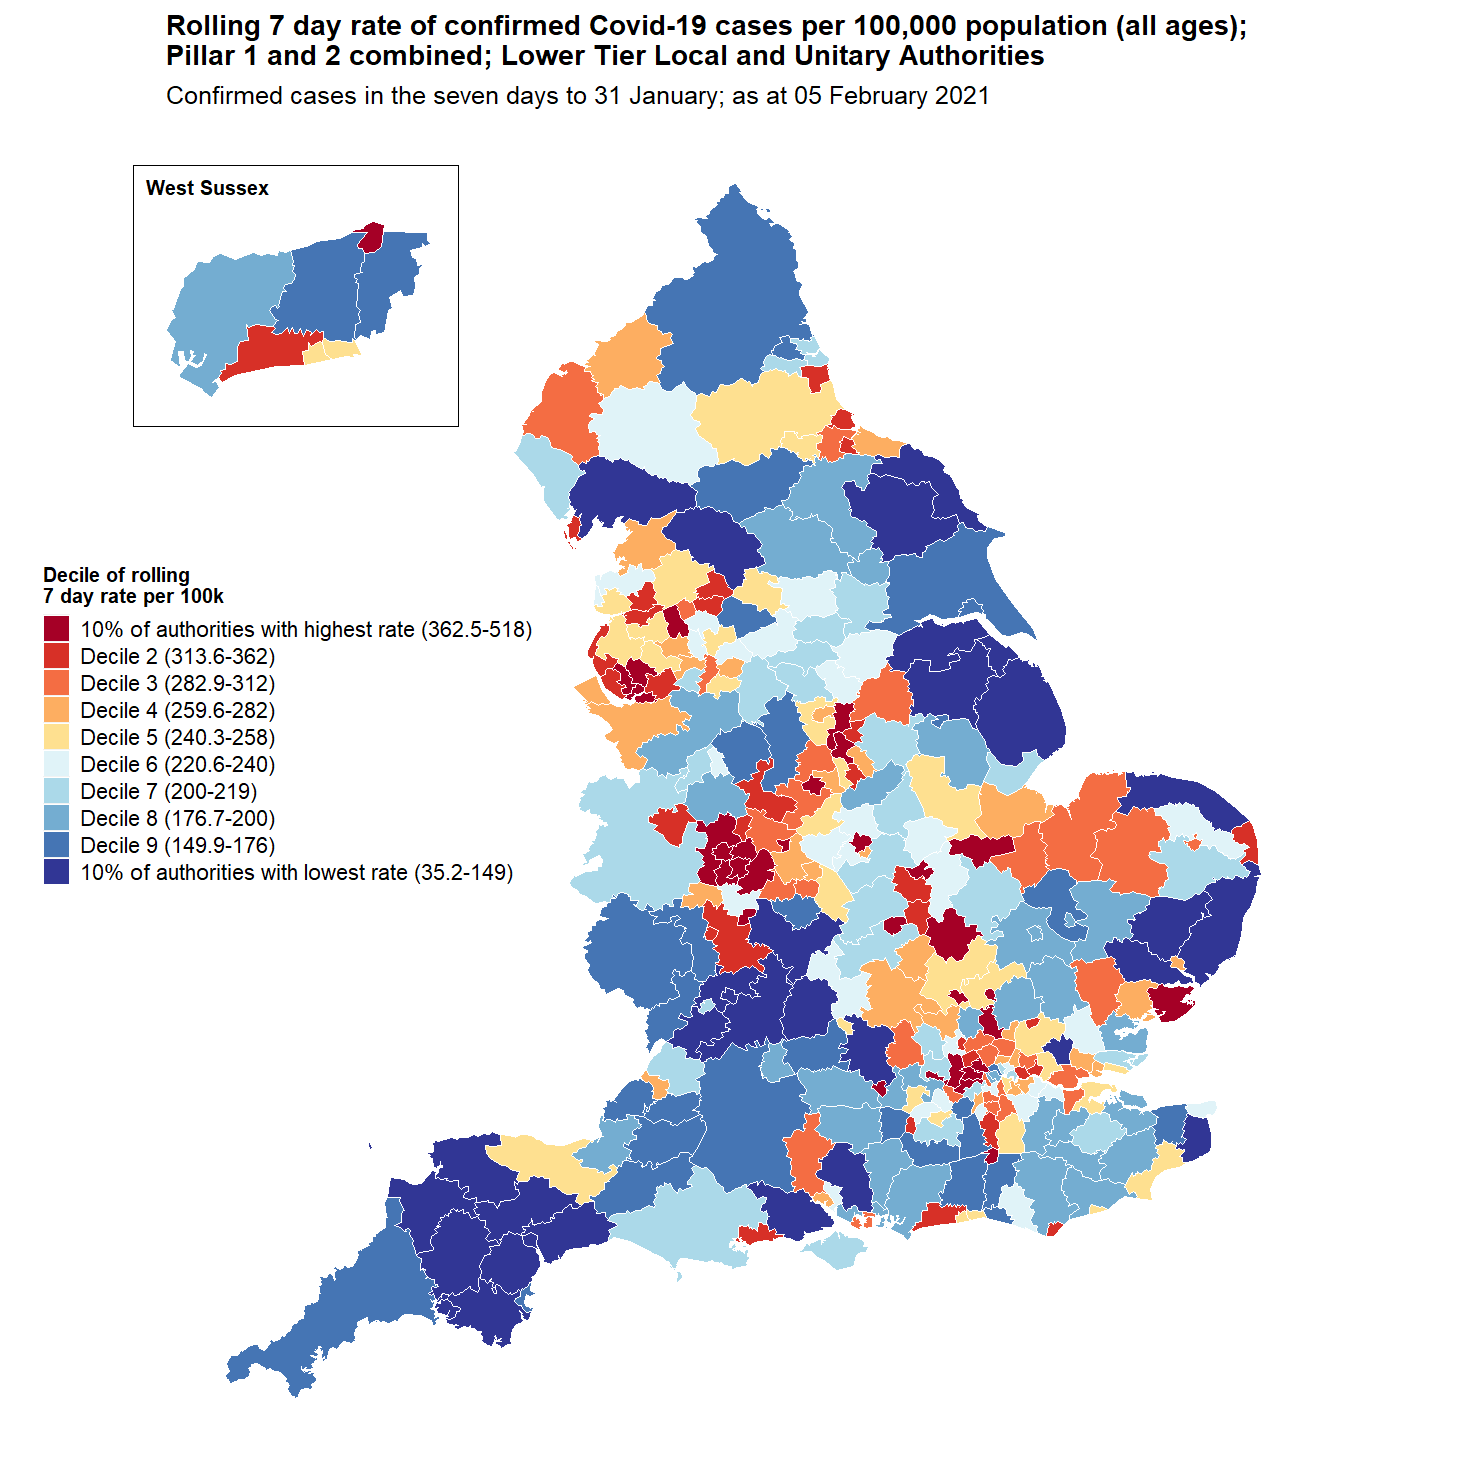 Rolling 7 day rate of confirmed Covid-19 cases per 100,000 population (all ages);
Pillar 1 and 2 combined; Lower Tier Local and Unitary Authorities
Confirmed cases in the seven days to 31 January; as at 05 February 2021
West Sussex
Decile of rolling
7 day rate per 100k
10% of authorities with highest rate (362.5-518)
Decile 2 (313.6-362)
Decile 3 (282.9-312)
Decile 4 (259.6-282)
Decile 5 (240.3-258)
Decile 6 (220.6-240)
Decile 7 (200-219)
Decile 8 (176.7-200)
Decile 9 (149.9-176)
10% of authorities with lowest rate (35.2-149)